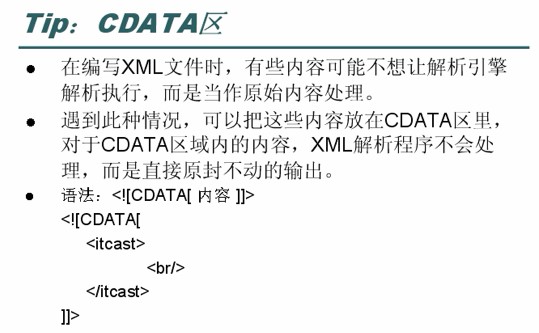 Tip：CDATA区
● 在编写XML文件时，有些内容可能不想让解析引擎
解析执行，而是当作原始内容处理。
● 遇到此种情况，可以把这些内容放在CDATA区里，
对于CDATA区域内的内容，XML解析程序不会处
理，而是直接原封不动的输出。
● 语法：<![CDATA[ 内容 ]]>
<![CDATA[
<itcast>
<br/>
</itcast>
]]>